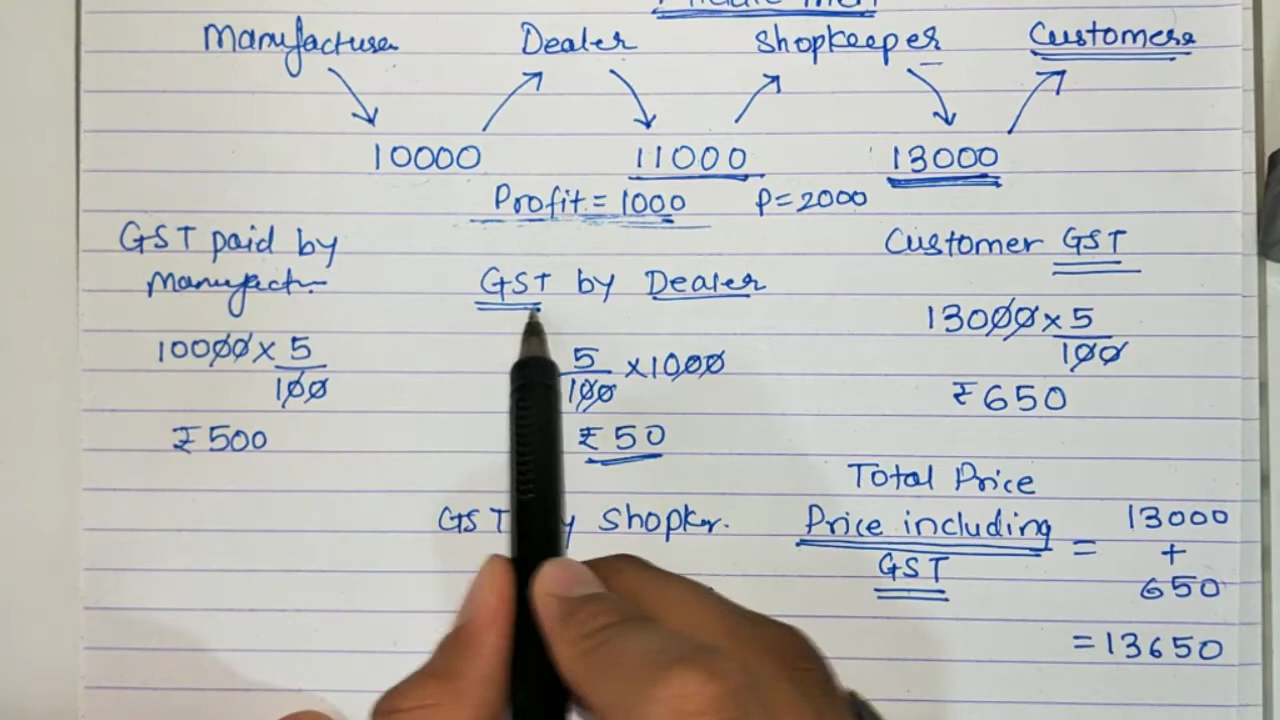 Manufacturer Dealer Shopkeeper Customers
10000 11000 13000
Profit = 1000 P=2000
GST paid by
Manufact.
10000 × 5/100
₹ 500
GST by Dealer
5/100 × 1000
₹ 50
GST Shopkr.
Customer GST
13000 × 5/100
₹ 650
Total Price
Price including GST = 13000 + 650
= 13650